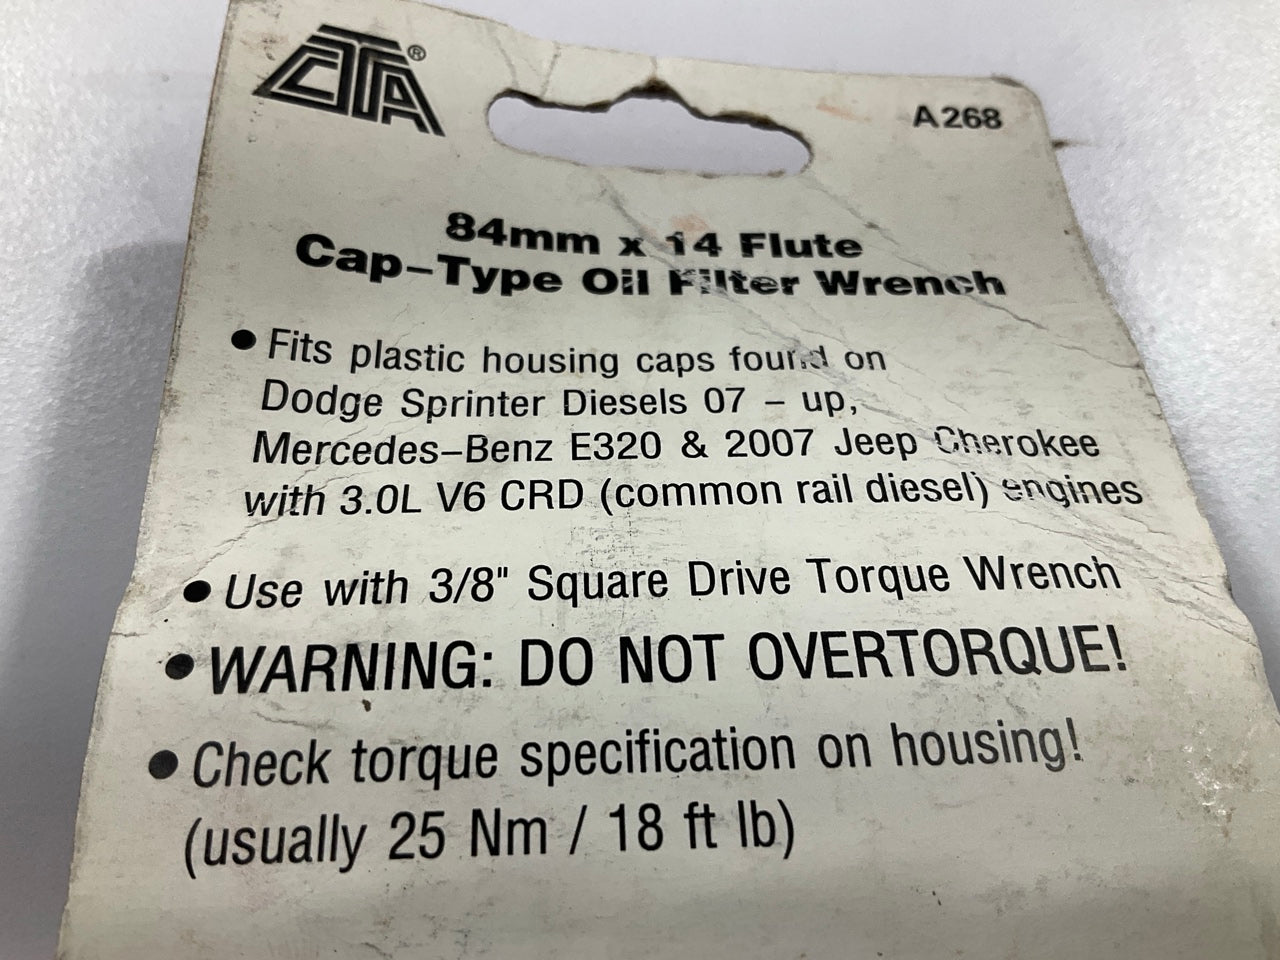 CTA®
A268
84mm x 14 Flute
Cap-Type Oil Filter Wrench
• Fits plastic housing caps found on
Dodge Sprinter Diesels 07 - up,
Mercedes-Benz E320 & 2007 Jeep Cherokee
with 3.0L V6 CRD (common rail diesel) engines
• Use with 3/8" Square Drive Torque Wrench
• WARNING: DO NOT OVERTORQUE!
• Check torque specification on housing!
(usually 25 Nm / 18 ft lb)